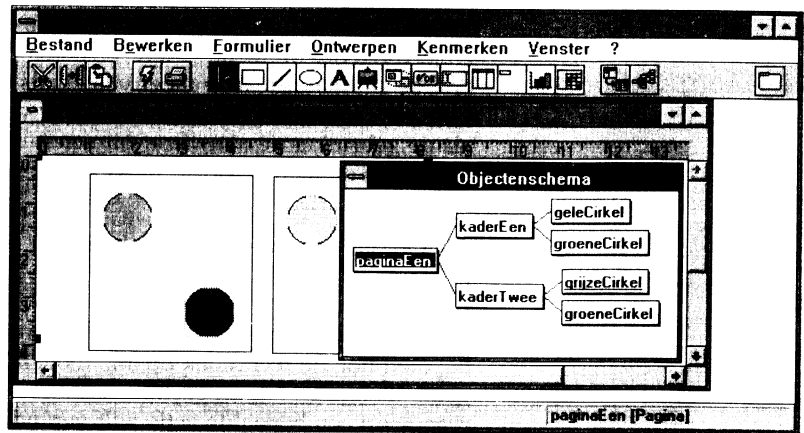 Bestand Bewerken Formulier Ontwerpen Kenmerken Venster ?
Objectenschema
paginaEen
kaderEen
geleCirkel
groeneCirkel
kaderTwee
grijzeCirkel
groeneCirkel
paginaEen [Pagina]